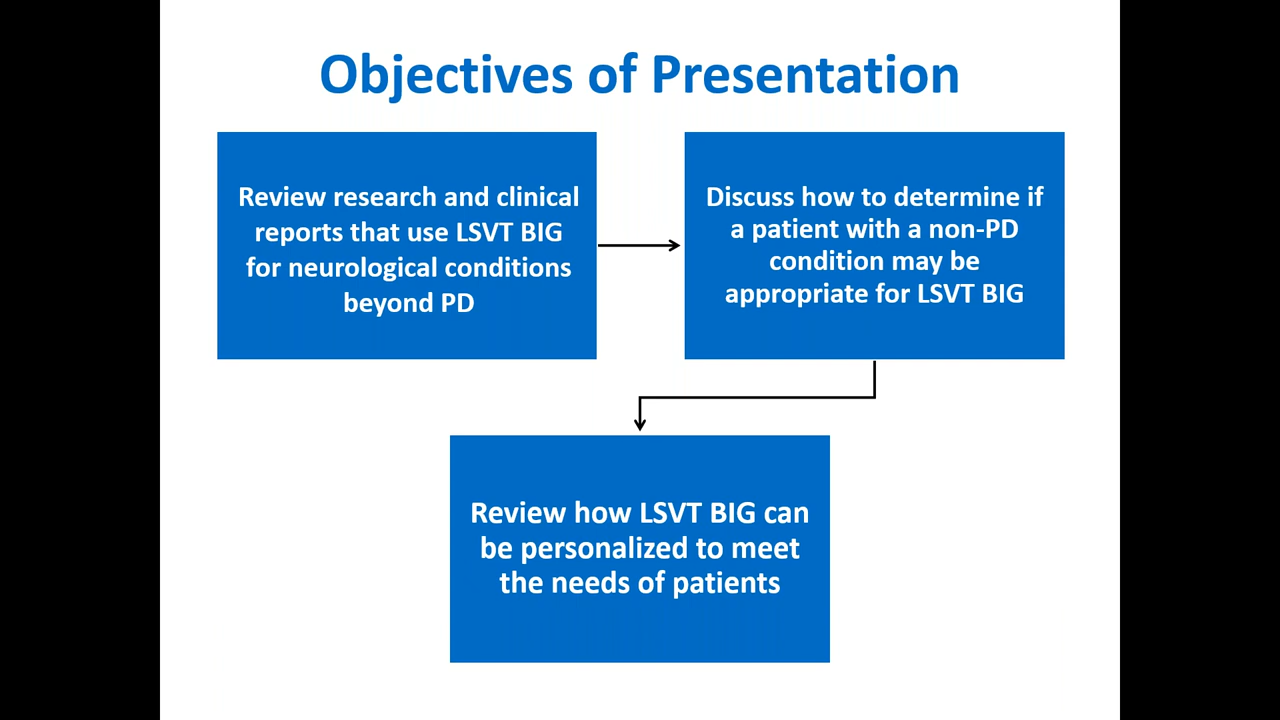 Objectives of Presentation
Review research and clinical
reports that use LSVT BIG
for neurological conditions
beyond PD
Discuss how to determine if
a patient with a non-PD
condition may be
appropriate for LSVT BIG
Review how LSVT BIG can
be personalized to meet
the needs of patients